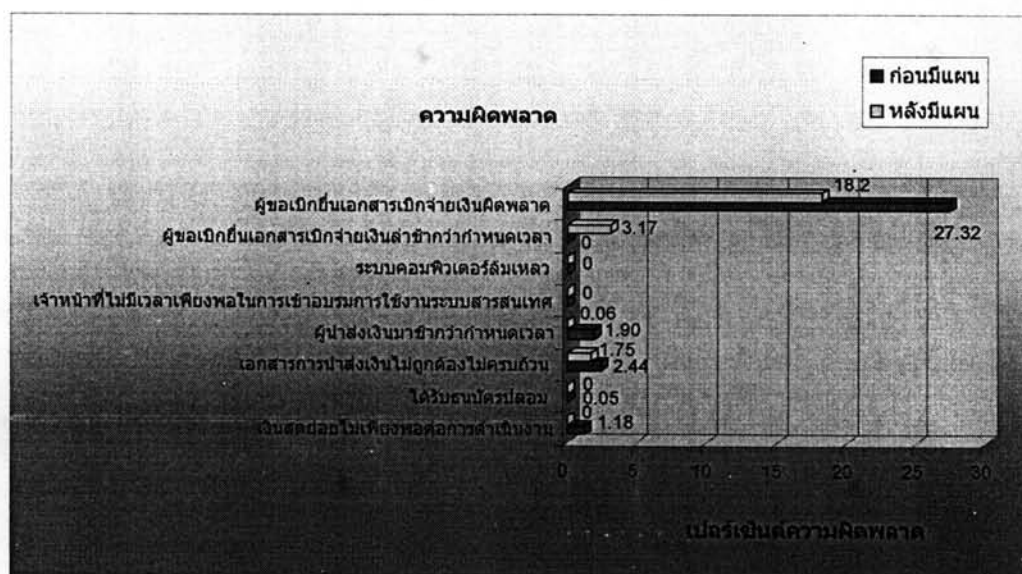 ก่อนมีแผน
หลังมีแผน
ความผิดพลาด
ผู้ขอเบิกยื่นเอกสารเบิกจ่ายเงินผิดพลาด
18.2
27.32
ผู้ขอเบิกยื่นเอกสารเบิกจ่ายเงินล่าช้ากว่ากำหนดเวลา
3.17
0
ระบบคอมพิวเตอร์ล้มเหลว
0
เจ้าหน้าที่ไม่มีเวลาเพียงพอในการเข้าอบรมการใช้งานระบบสารสนเทศ
0
0.06
ผู้นำส่งเงินมาช้ากว่ากำหนดเวลา
1.90
เอกสารการนำส่งเงินไม่ถูกต้องไม่ครบถ้วน
1.75
2.44
ได้รับธนบัตรปลอม
0
0.05
เงินสดย่อยไม่เพียงพอต่อการดำเนินงาน
0
1.18
0 5 10 15 20 25 30
เปอร์เซ็นต์ความผิดพลาด